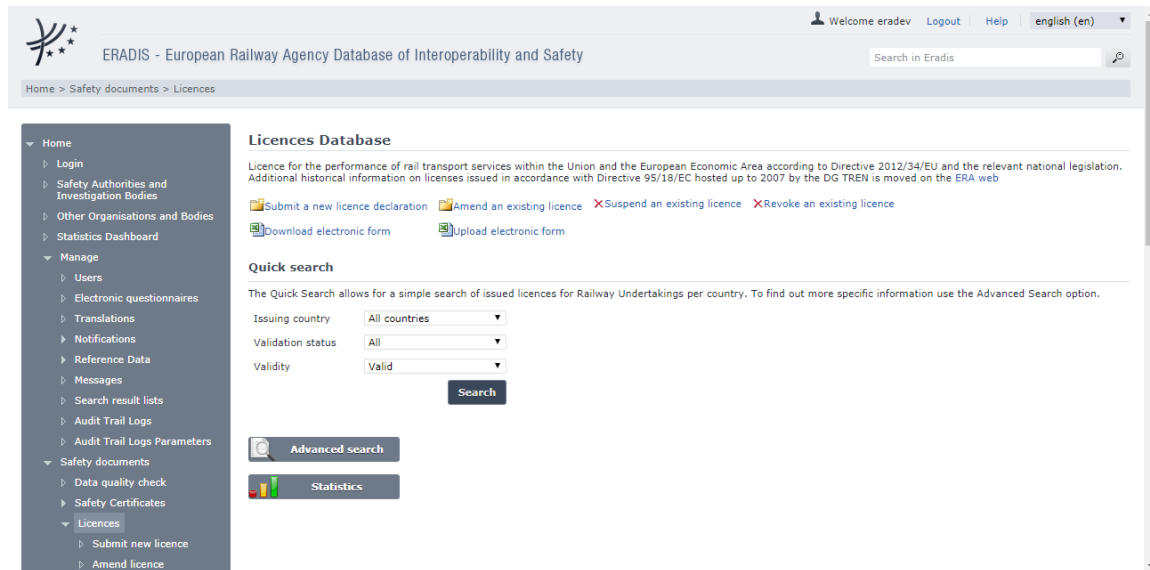 Welcome eradev Logout Help english (en)
ERADIS - European Railway Agency Database of Interoperability and Safety
Search in Eradis
Home > Safety documents > Licences
Home
Login
Safety Authorities and
Investigation Bodies
Other Organisations and Bodies
Statistics Dashboard
Manage
Users
Electronic questionnaires
Translations
Notifications
Reference Data
Messages
Search result lists
Audit Trail Logs
Audit Trail Logs Parameters
Safety documents
Data quality check
Safety Certificates
Licences
Submit new licence
Amend licence
Licences Database
Licence for the performance of rail transport services within the Union and the European Economic Area according to Directive 2012/34/EU and the relevant national legislation.
Additional historical information on licenses issued in accordance with Directive 95/18/EC hosted up to 2007 by the DG TREN is moved on the ERA web
Submit a new licence declaration Amend an existing licence Suspend an existing licence Revoke an existing licence
Download electronic form Upload electronic form
Quick search
The Quick Search allows for a simple search of issued licences for Railway Undertakings per country. To find out more specific information use the Advanced Search option.
Issuing country All countries
Validation status All
Validity Valid
Search
Advanced search
Statistics